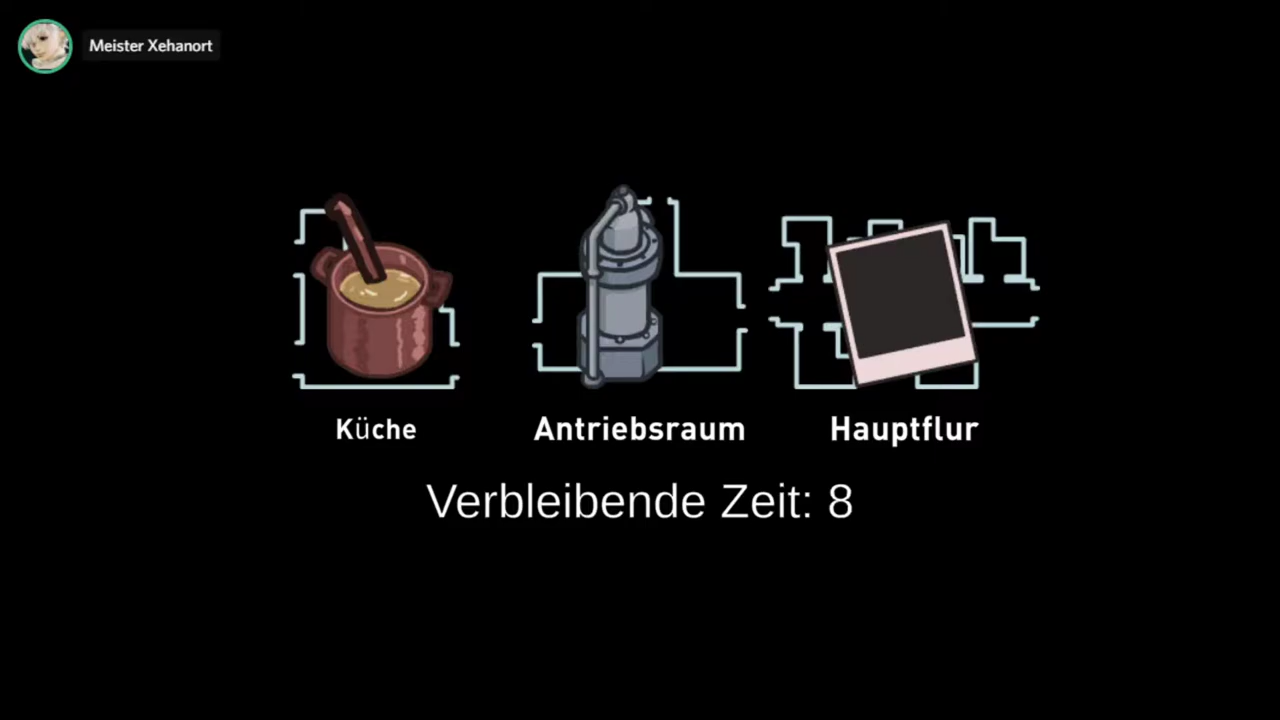 Meister Xehanort
Küche
Antriebsraum
Hauptflur
Verbleibende Zeit: 8